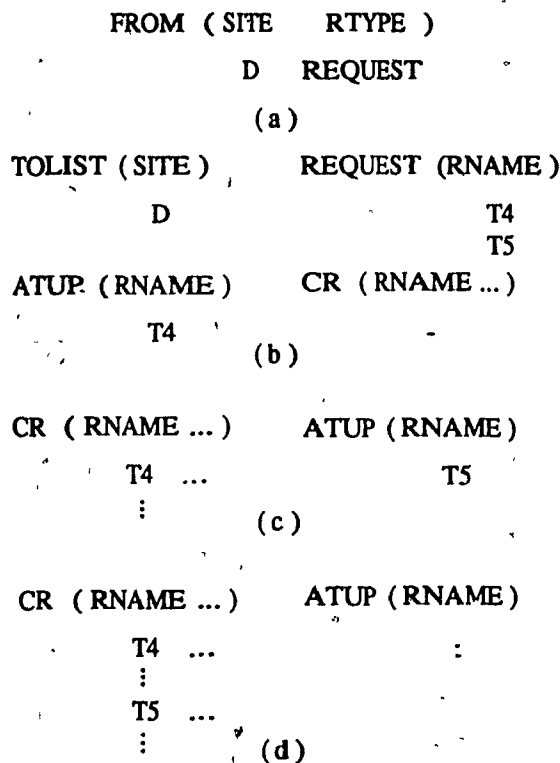 FROM ( SITE RTYPE )
D REQUEST
(a)
TOLIST ( SITE ) REQUEST (RNAME)
D T4
T5
ATUP (RNAME) CR (RNAME ... )
T4 -
(b)
CR ( RNAME ... ) ATUP (RNAME)
T4 ... T5
⋮
(c)
CR ( RNAME ... ) ATUP (RNAME)
T4 ... :
⋮
T5 ...
⋮
(d)